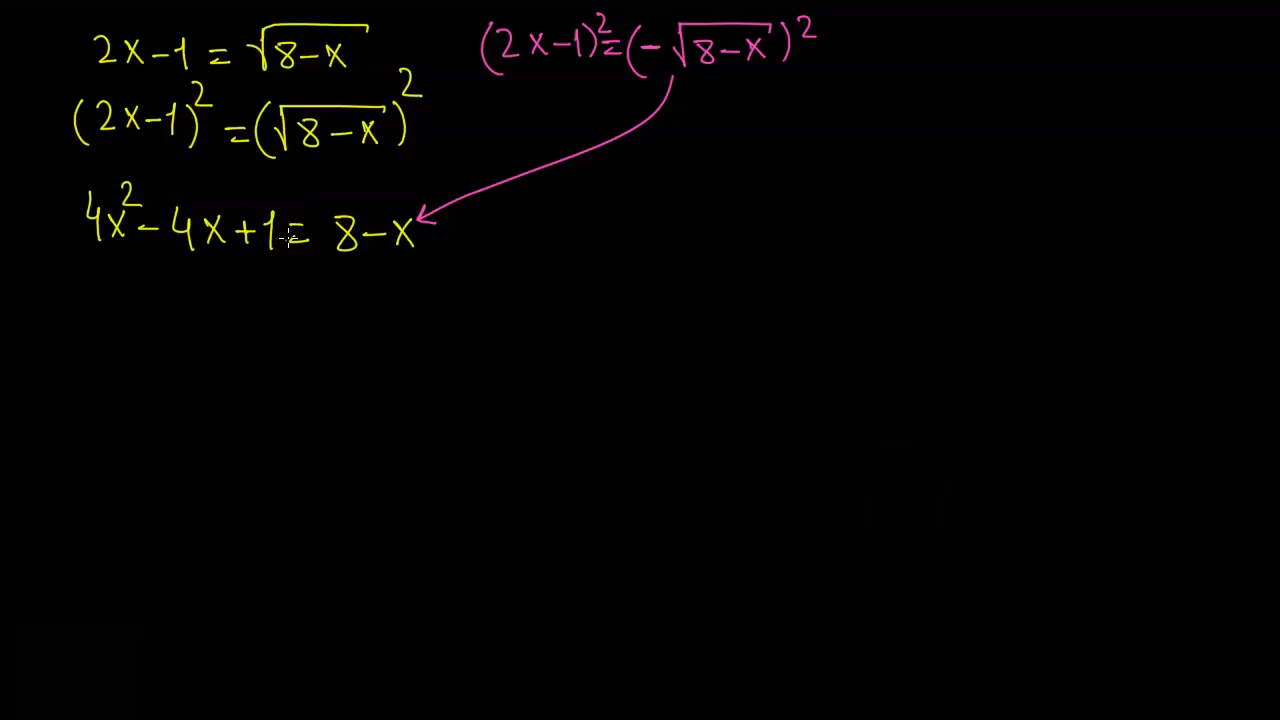 2x-1 = √(8-x)
(2x-1)² = (-√(8-x))²
(2x-1)² = (√(8-x))²
4x² - 4x + 1 = 8-x